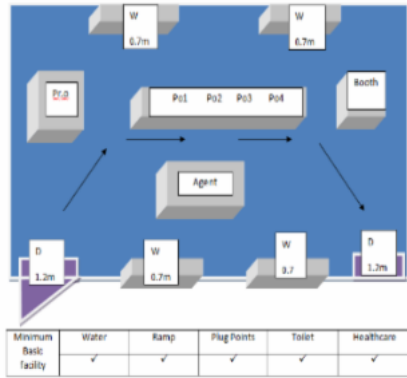 W
0.7m
W
0.7m
Pr.o
Po1 Po2 Po3 Po4
Booth
Agent
D
1.2m
W
0.7m
W
0.7
D
1.2m
Minimum Basic facility Water Ramp Plug Points Toilet Healthcare
✓ ✓ ✓ ✓ ✓